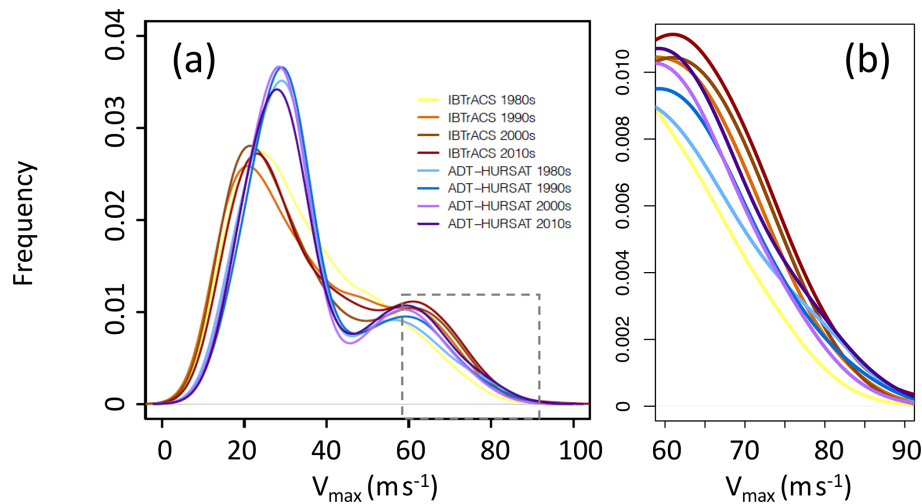 (a)
Frequency
0.04
0.03
0.02
0.01
0
IBTrACS 1980s
IBTrACS 1990s
IBTrACS 2000s
IBTrACS 2010s
ADT−HURSAT 1980s
ADT−HURSAT 1990s
ADT−HURSAT 2000s
ADT−HURSAT 2010s
0 20 40 60 80 100
Vmax (m s-1)
(b)
0.010
0.008
0.006
0.004
0.002
0
60 70 80 90
Vmax (m s-1)